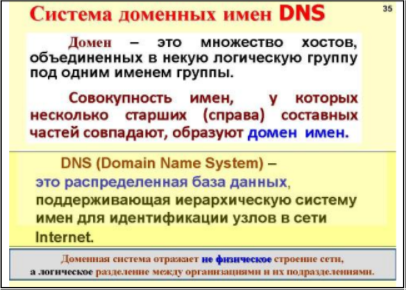 Система доменных имен DNS
35
Домен – это множество хостов,
объединенных в некую логическую группу
под одним именем группы.
Совокупность имен, у которых
несколько старших (справа) составных
частей совпадают, образуют домен имен.
DNS (Domain Name System) –
это распределенная база данных,
поддерживающая иерархическую систему
имен для идентификации узлов в сети
Internet.
Доменная система отражает не физическое строение сети,
а логическое разделение между организациями и их подразделениями.